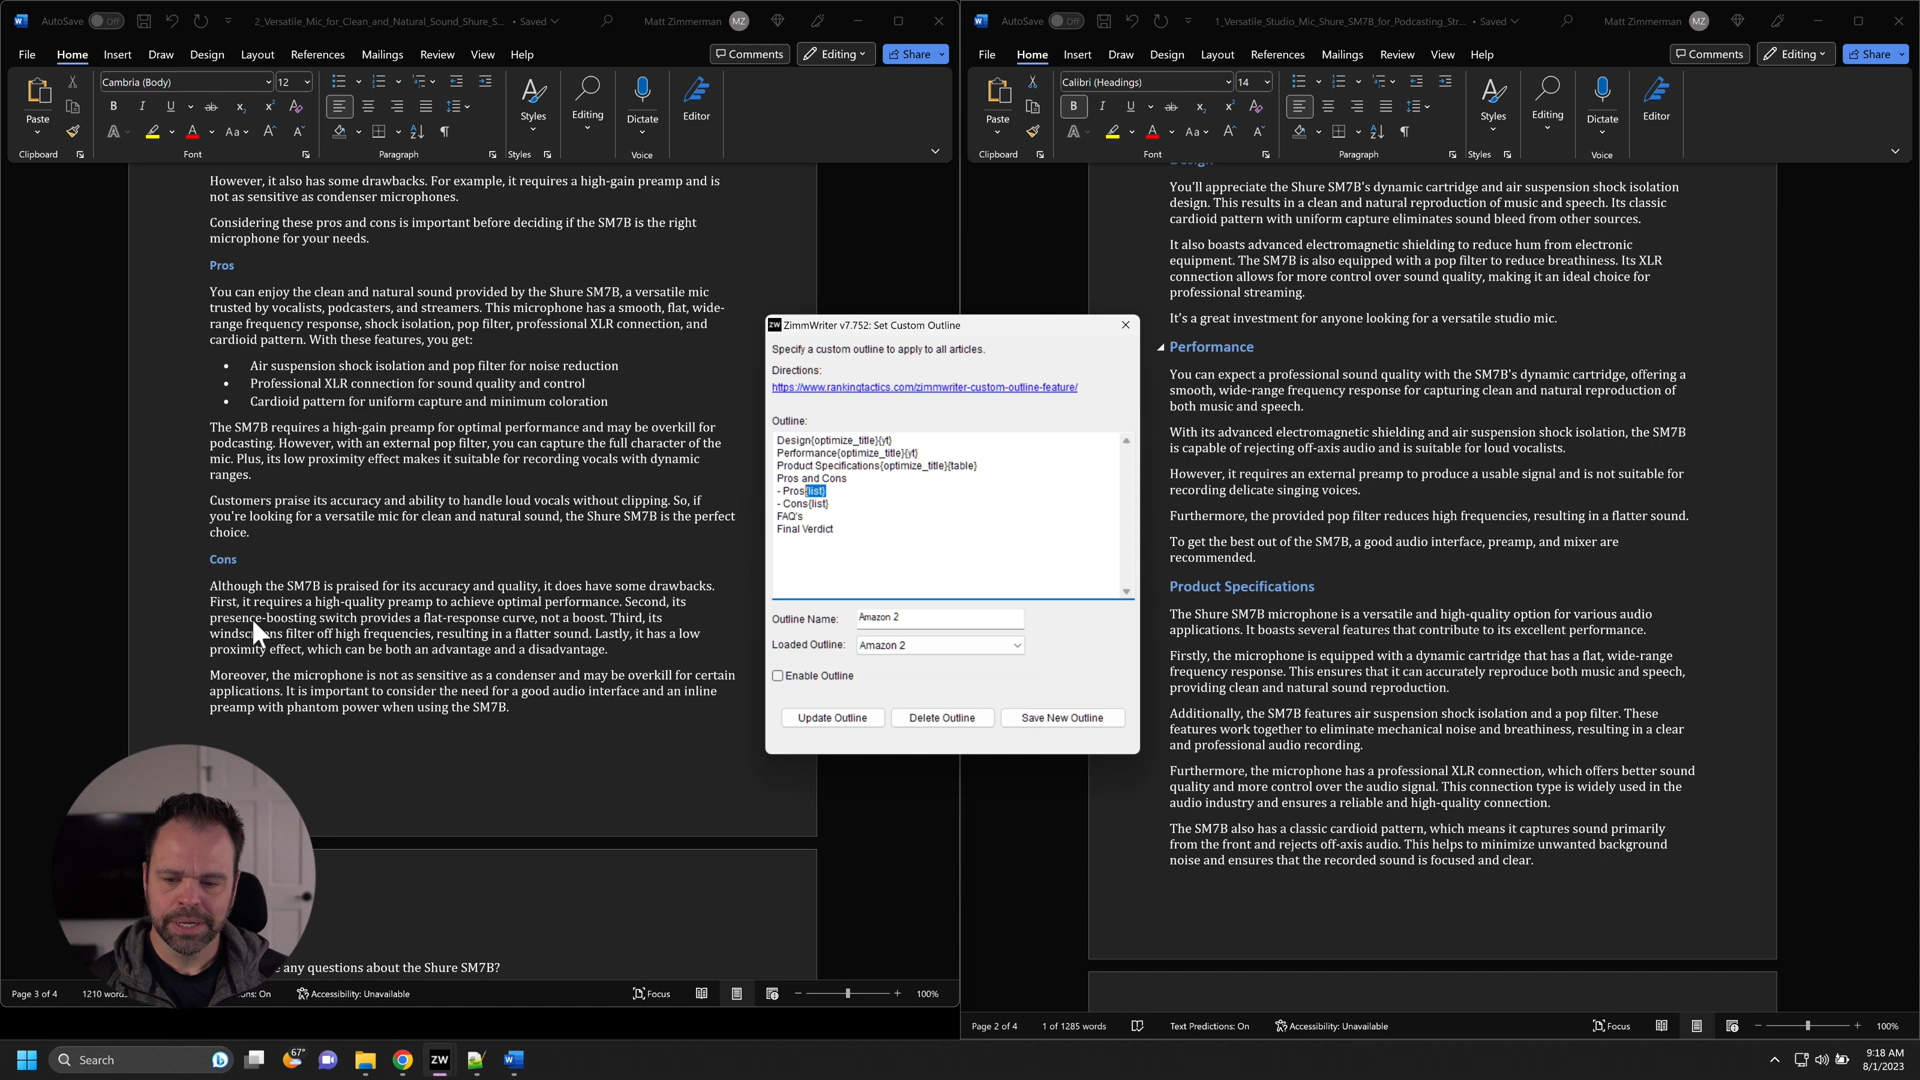 AutoSave Off 2_Versatile_Mic_for_Clean_and_Natural_Sound_Shure_S... • Saved Matt Zimmerman MZ
File Home Insert Draw Design Layout References Mailings Review View Help Comments Editing Share
Cambria (Body) 12
Paste Styles Editing Dictate Editor
Clipboard Font Paragraph Styles Voice
However, it also has some drawbacks. For example, it requires a high-gain preamp and is
not as sensitive as condenser microphones.
Considering these pros and cons is important before deciding if the SM7B is the right
microphone for your needs.
Pros
You can enjoy the clean and natural sound provided by the Shure SM7B, a versatile mic
trusted by vocalists, podcasters, and streamers. This microphone has a smooth, flat, wide-
range frequency response, shock isolation, pop filter, professional XLR connection, and
cardioid pattern. With these features, you get:
• Air suspension shock isolation and pop filter for noise reduction
• Professional XLR connection for sound quality and control
• Cardioid pattern for uniform capture and minimum coloration
The SM7B requires a high-gain preamp for optimal performance and may be overkill for
podcasting. However, with an external pop filter, you can capture the full character of the
mic. Plus, its low proximity effect makes it suitable for recording vocals with dynamic
ranges.
Customers praise its accuracy and ability to handle loud vocals without clipping. So, if
you're looking for a versatile mic for clean and natural sound, the Shure SM7B is the perfect
choice.
Cons
Although the SM7B is praised for its accuracy and quality, it does have some drawbacks.
First, it requires a high-quality preamp to achieve optimal performance. Second, its
presence-boosting switch provides a flat-response curve, not a boost. Third, its
filter off high frequencies, resulting in a flatter sound. Lastly, it has a low
proximity effect, which can be both an advantage and a disadvantage.
Moreover, the microphone is not as sensitive as a condenser and may be overkill for certain
applications. It is important to consider the need for a good audio interface and an inline
preamp with phantom power when using the SM7B.
any questions about the Shure SM7B?
Page 3 of 4 1210 On Accessibility: Unavailable Focus 100%
ZimmWriter v7.752: Set Custom Outline
Specify a custom outline to apply to all articles.
Directions:
https://www.rankingtactics.com/zimmwriter-custom-outline-feature/
Outline:
Design{optimize_title}{yt}
Performance{optimize_title}{yt}
Product Specifications{optimize_title}{table}
Pros and Cons
- Pros{list}
- Cons{list}
FAQ's
Final Verdict
Outline Name: Amazon 2
Loaded Outline: Amazon 2
Enable Outline
Update Outline Delete Outline Save New Outline
AutoSave Off 1_Versatile_Studio_Mic_Shure_SM7B_for_Podcasting_Str... • Saved Matt Zimmerman MZ
File Home Insert Draw Design Layout References Mailings Review View Help Comments Editing Share
Calibri (Headings) 14
Paste Styles Editing Dictate Editor
Clipboard Font Paragraph Styles Voice
Design
You'll appreciate the Shure SM7B's dynamic cartridge and air suspension shock isolation
design. This results in a clean and natural reproduction of music and speech. Its classic
cardioid pattern with uniform capture eliminates sound bleed from other sources.
It also boasts advanced electromagnetic shielding to reduce hum from electronic
equipment. The SM7B is also equipped with a pop filter to reduce breathiness. Its XLR
connection allows for more control over sound quality, making it an ideal choice for
professional streaming.
It's a great investment for anyone looking for a versatile studio mic.
Performance
You can expect a professional sound quality with the SM7B's dynamic cartridge, offering a
smooth, wide-range frequency response for capturing clean and natural reproduction of
both music and speech.
With its advanced electromagnetic shielding and air suspension shock isolation, the SM7B
is capable of rejecting off-axis audio and is suitable for loud vocalists.
However, it requires an external preamp to produce a usable signal and is not suitable for
recording delicate singing voices.
Furthermore, the provided pop filter reduces high frequencies, resulting in a flatter sound.
To get the best out of the SM7B, a good audio interface, preamp, and mixer are
recommended.
Product Specifications
The Shure SM7B microphone is a versatile and high-quality option for various audio
applications. It boasts several features that contribute to its excellent performance.
Firstly, the microphone is equipped with a dynamic cartridge that has a flat, wide-range
frequency response. This ensures that it can accurately reproduce both music and speech,
providing clean and natural sound reproduction.
Additionally, the SM7B features air suspension shock isolation and a pop filter. These
features work together to eliminate mechanical noise and breathiness, resulting in a clear
and professional audio recording.
Furthermore, the microphone has a professional XLR connection, which offers better sound
quality and more control over the audio signal. This connection type is widely used in the
audio industry and ensures a reliable and high-quality connection.
The SM7B also has a classic cardioid pattern, which means it captures sound primarily
from the front and rejects off-axis audio. This helps to minimize unwanted background
noise and ensures that the recorded sound is focused and clear.
Page 2 of 4 1 of 1285 words Text Predictions: On Accessibility: Unavailable Focus 100%
Search 67° ZW 9:18 AM
8/1/2023